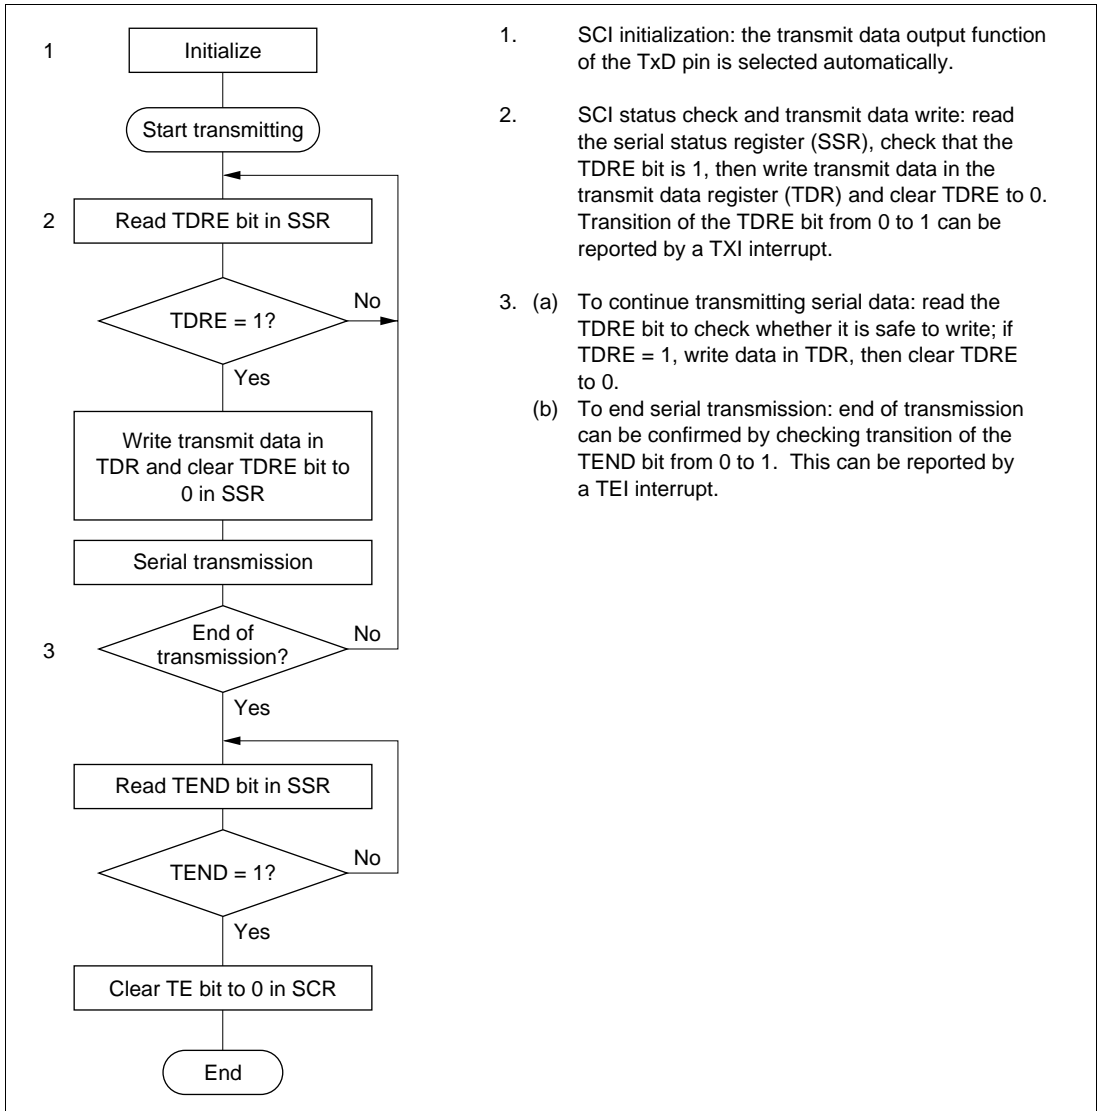 1
Initialize
Start transmitting
2
Read TDRE bit in SSR
TDRE = 1?
No
Yes
Write transmit data in
TDR and clear TDRE bit to
0 in SSR
Serial transmission
3
End of
transmission?
No
Yes
Read TEND bit in SSR
TEND = 1?
No
Yes
Clear TE bit to 0 in SCR
End
1. SCI initialization: the transmit data output function
of the TxD pin is selected automatically.
2. SCI status check and transmit data write: read
the serial status register (SSR), check that the
TDRE bit is 1, then write transmit data in the
transmit data register (TDR) and clear TDRE to 0.
Transition of the TDRE bit from 0 to 1 can be
reported by a TXI interrupt.
3. (a) To continue transmitting serial data: read the
TDRE bit to check whether it is safe to write; if
TDRE = 1, write data in TDR, then clear TDRE
to 0.
(b) To end serial transmission: end of transmission
can be confirmed by checking transition of the
TEND bit from 0 to 1. This can be reported by
a TEI interrupt.